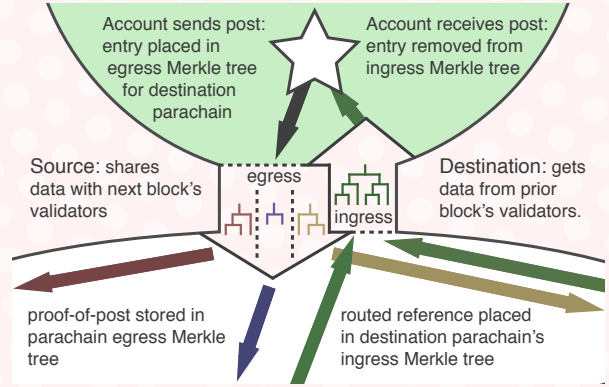 Account sends post:
entry placed in
egress Merkle tree
for destination
parachain
Account receives post:
entry removed from
ingress Merkle tree
Source: shares
data with next block's
validators
egress
ingress
Destination: gets
data from prior
block's validators.
proof-of-post stored in
parachain egress Merkle
tree
routed reference placed
in destination parachain's
ingress Merkle tree